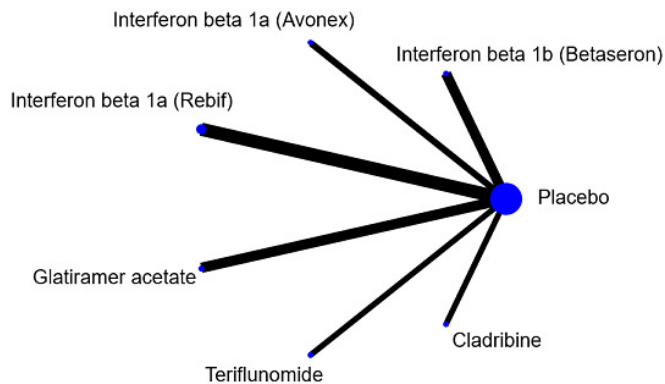 Interferon beta 1a (Avonex)
Interferon beta 1b (Betaseron)
Interferon beta 1a (Rebif)
Placebo
Glatiramer acetate
Cladribine
Teriflunomide